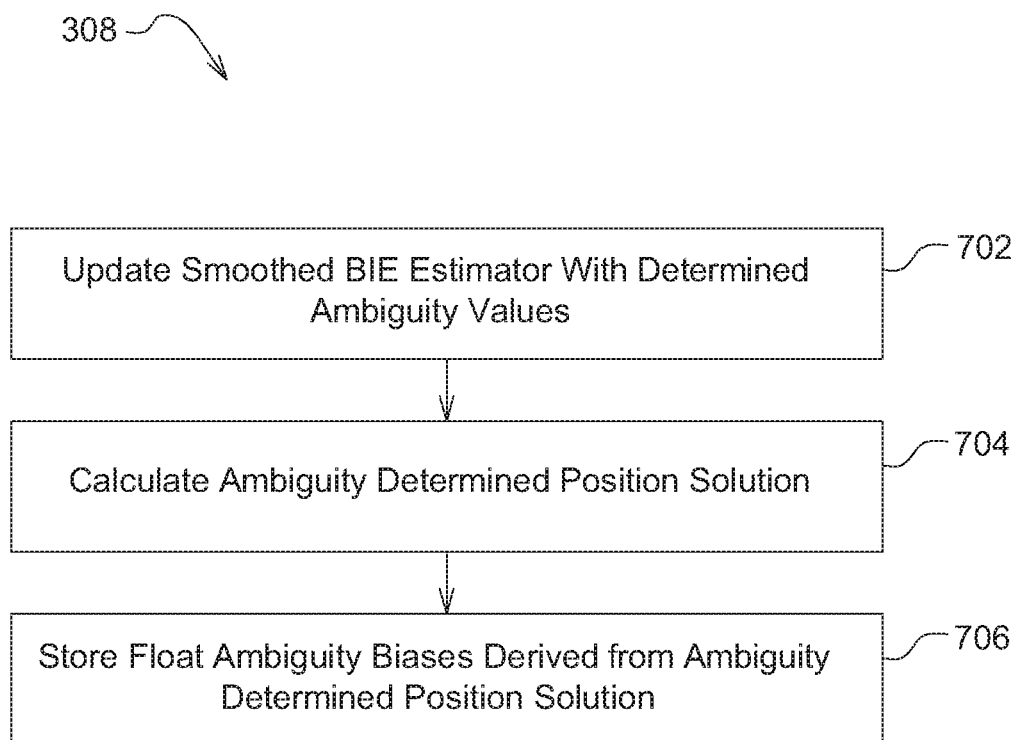 308
Update Smoothed BIE Estimator With Determined
Ambiguity Values
702
Calculate Ambiguity Determined Position Solution
704
Store Float Ambiguity Biases Derived from Ambiguity
Determined Position Solution
706